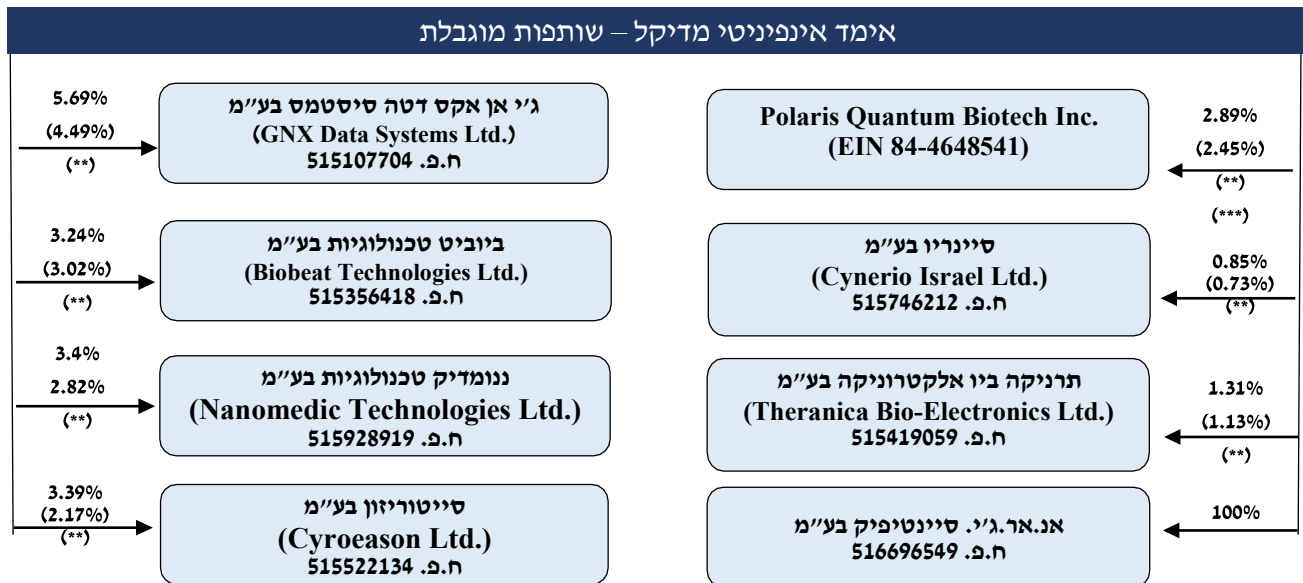 אימד אינפיניטי מדיקל – שותפות מוגבלת
Polaris Quantum Biotech Inc.
(EIN 84-4648541)
2.89%
(2.45%)
(**)
(***)
ג׳י אן אקס דטה סיסטמס בע״מ
(GNX Data Systems Ltd.)
ח.פ. 515107704
5.69%
(4.49%)
(**)
סיינריו בע״מ
(Cynerio Israel Ltd.)
ח.פ. 515746212
0.85%
(0.73%)
(**)
ביוביט טכנולוגיות בע״מ
(Biobeat Technologies Ltd.)
ח.פ. 515356418
3.24%
(3.02%)
(**)
תרניקה ביו אלקטרוניקה בע״מ
(Theranica Bio-Electronics Ltd.)
ח.פ. 515419059
1.31%
(1.13%)
(**)
ננומדיק טכנולוגיות בע״מ
(Nanomedic Technologies Ltd.)
ח.פ. 515928919
3.4%
2.82%
(**)
אנ.אר.ג׳י. סיינטיפיק בע״מ
ח.פ. 516696549
100%
סייטוריזון בע״מ
(Cyroeason Ltd.)
ח.פ. 515522134
3.39%
(2.17%)
(**)